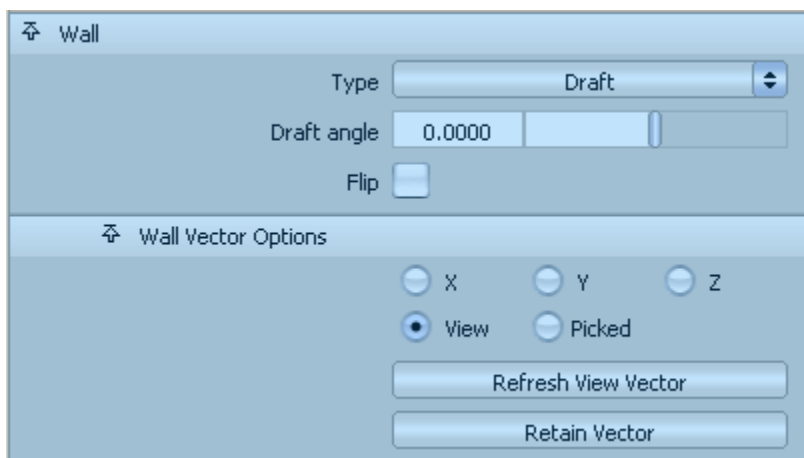 Wall
Type Draft
Draft angle 0.0000
Flip
Wall Vector Options
X Y Z
View Picked
Refresh View Vector
Retain Vector